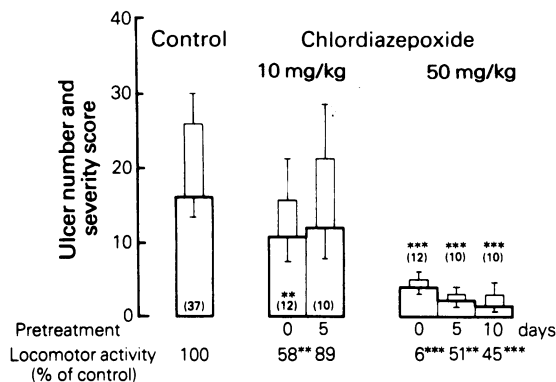 40
Control Chlordiazepoxide
10 mg/kg 50 mg/kg
30
Ulcer number and
severity score
20
10
*** *** ***
(12) (10) (10)
**
(37) (12) (10)
0
Pretreatment 0 5 0 5 10 days
Locomotor activity 100 58** 89 6*** 51** 45***
(% of control)